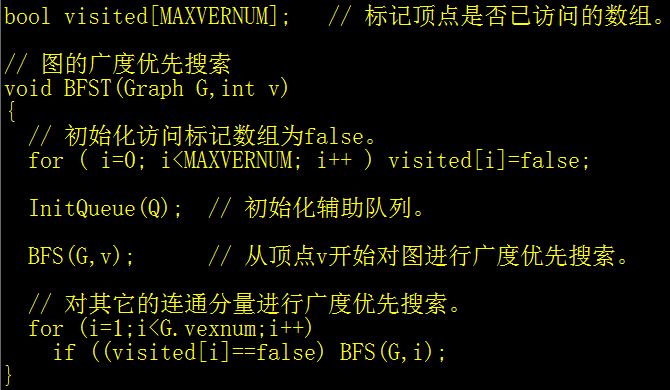 bool visited[MAXVERNUM];   // 标记顶点是否已访问的数组。
// 图的广度优先搜索
void BFST(Graph G,int v)
{
  // 初始化访问标记数组为false。
  for ( i=0; i<MAXVERNUM; i++ ) visited[i]=false;
  InitQueue(Q);  // 初始化辅助队列。
  BFS(G,v);      // 从顶点v开始对图进行广度优先搜索。
  // 对其它的连通分量进行广度优先搜索。
  for (i=1;i<G.vexnum;i++)
    if ((visited[i]==false) BFS(G,i);
}